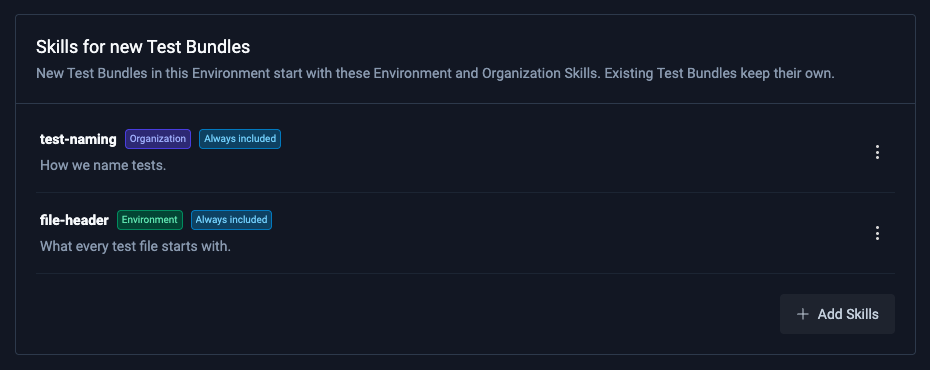 Skills for new Test Bundles
New Test Bundles in this Environment start with these Environment and Organization Skills. Existing Test Bundles keep their own.
test-naming Organization Always included
How we name tests.
file-header Environment Always included
What every test file starts with.
Add Skills